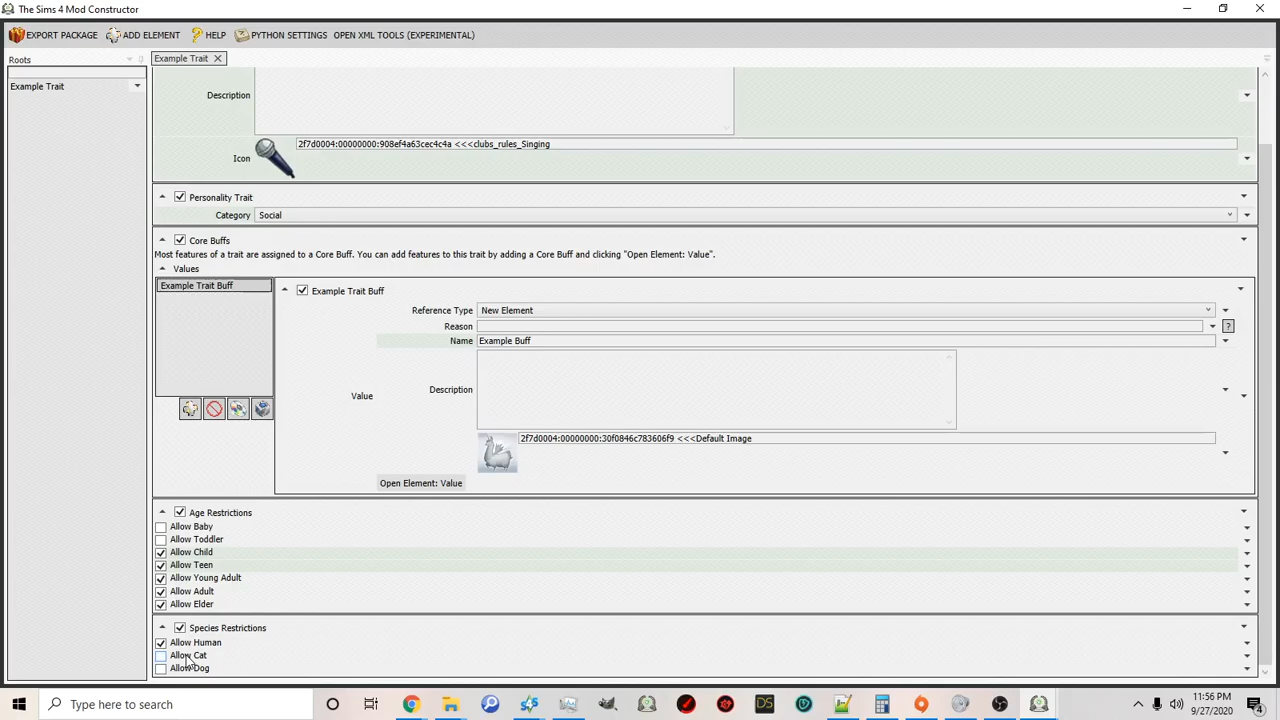 The Sims 4 Mod Constructor
EXPORT PACKAGE ADD ELEMENT HELP PYTHON SETTINGS OPEN XML TOOLS (EXPERIMENTAL)
Roots
Example Trait
Example Trait
Description
2f7d0004:00000000:908ef4a63cec4c4a <<<clubs_rules_Singing
Icon
Personality Trait
Category Social
Core Buffs
Most features of a trait are assigned to a Core Buff. You can add features to this trait by adding a Core Buff and clicking "Open Element: Value".
Values
Example Trait Buff
Example Trait Buff
Reference Type New Element
Reason ?
Name Example Buff
Description
Value
2f7d0004:00000000:30f0846c783606f9 <<<Default Image
Open Element: Value
Age Restrictions
Allow Baby
Allow Toddler
Allow Child
Allow Teen
Allow Young Adult
Allow Adult
Allow Elder
Species Restrictions
Allow Human
Allow Cat
Allow Dog
Type here to search
DS
11:56 PM
9/27/2020
4